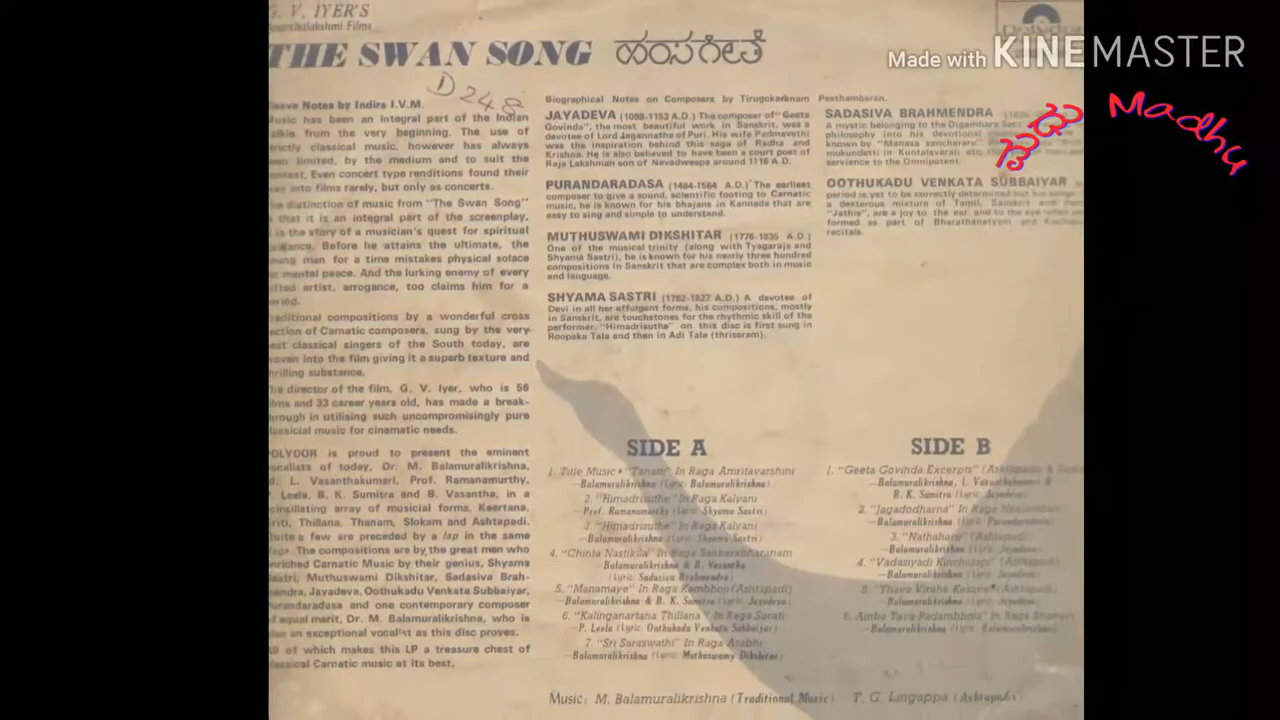 G. V. IYER'S
Films
THE SWAN SONG ಹಂಸಗೀತೆ
Polydor
Made with KINEMASTER
Madhu
D 248
Notes by Indira I.V.M.
Music has been an integral part of the Indian
from the very beginning. The use of
strictly classical music, however has always
been limited, by the medium and to suit the
context. Even concert type renditions found their
way into films rarely, but only as concerts.
The distinction of music from "The Swan Song"
is that it is an integral part of the screenplay,
is the story of a musician's quest for spiritual
Before he attains the ultimate, the
young man for a time mistakes physical solace
for mental peace. And the lurking enemy of every
gifted artist, arrogance, too claims him for a
period.
Traditional compositions by a wonderful cross
section of Carnatic composers, sung by the very
best classical singers of the South today, are
woven into the film giving it a superb texture and
thrilling substance.
The director of the film, G. V. Iyer, who is 56
films and 33 career years old, has made a break-
through in utilising such uncompromisingly pure
classicial music for cinematic needs.
POLYDOR is proud to present the eminent
vocalists of today, Dr. M. Balamuralikrishna,
M. L. Vasanthakumari, Prof. Ramanamurthy,
P. Leela, B. K. Sumitra and B. Vasantha, in a
scinsillating array of musicial forms, Keertana,
Kriti, Thillana, Thanam, Slokam and Ashtapadi.
Quite a few are preceded by a lap in the same
Raga. The compositions are by the great men who
enriched Carnatic Music by their genius, Shyama
Sastri, Muthuswami Dikshitar, Sadasiva Brah-
mendra, Jayadeva, Oothukadu Venkata Subbaiyar,
Purandaradasa and one contemporary composer
of equal merit, Dr. M. Balamuralikrishna, who is
also an exceptional vocalist as this disc proves.
All of which makes this LP a treasure chest of
classical Carnatic music at its best,
Biographical Notes on Composers by Tirugokarnam Peethambaran.
JAYADEVA (1098-1153 A.D.) The composer of "Geeta
Govinda", the most beautiful work in Sanskrit, was a
devotee of Lord Jagannatha of Puri. His wife Padmavathi
was the inspiration behind this saga of Radha and
Krishna. He is also believed to have been a court poet of
Raja Lakshman son of Navadweepa around 1116 A.D.
PURANDARADASA (1484-1564 A.D.) The earliest
composer to give a sound, scientific footing to Carnatic
music, he is known for his bhajans in Kannada that are
easy to sing and simple to understand.
MUTHUSWAMI DIKSHITAR (1776-1835 A.D.)
One of the musical trinity (along with Tyagaraja and
Shyama Sastri), he is known for his nearly three hundred
compositions in Sanskrit that are complex both in music
and language.
SHYAMA SASTRI (1762-1827 A.D.) A devotee of
Devi in all her effulgent forms, his compositions, mostly
in Sanskrit, are touchstones for the rhythmic skill of the
performer. "Himadrisuthe" on this disc is first sung in
Roopaka Tala and then in Adi Tala (thrisram).
SADASIVA BRAHMENDRA
A mystic belonging to the Digambara Sect
philosophy into his devotional
known by "Manasa sancharare"
mukundetti in Kuntalavarali etc.
servience to the Omnipotent.
OOTHUKADU VENKATA SUBBAIYAR
period is yet to be correctly determined but his songs
a dexterous mixture of Tamil, Sanskrit and
"Jathis", are a joy to the ear, and to the eye when
formed as part of Bharathanatyam and
recitals.
SIDE A
1. Title Music • "Tanam" In Raga Amritavarshini
—Balamuralikrishna (Lyric: Balamuralikrishna)
2. "Himadrisuthe" In Raga Kalyani
—Prof. Ramanamurthy (Lyric: Shyama Sastri)
3. "Himadrisuthe" In Raga Kalyani
—Balamuralikrishna (Lyric: Shyama Sastri)
4. "Chinta Nastikila" In Raga Sankarabharanam
Balamuralikrishna & B. Vasantha
(Lyric: Sadasiva Brahmendra)
5. "Manamaye" In Raga Kambhoji (Ashtapadi)
—Balamuralikrishna & B. K. Sumitra (Lyric: Jayadeva)
6. "Kalinganartana Thillana" In Raga Surati
—P. Leela (Lyric: Oothukadu Venkata Subbaiyar)
7. "Sri Saraswathi" In Raga Arabhi
—Balamuralikrishna (Lyric: Muthuswamy Dikshitar)
SIDE B
1. "Geeta Govinda Excerpts" (Ashtapadi &
—Balamuralikrishna, L. Vasanthakumari &
B. K. Sumitra (Lyric: Jayadeva)
2. "Jagadodharna" In Raga
—Balamuralikrishna (Lyric: Purandaradasa)
3. "Nathahare" (Ashtapadi)
—Balamuralikrishna (Lyric: Jayadeva)
4. "Vadasiyadi Kinchidapi" (Ashtapadi)
—Balamuralikrishna (Lyric: Jayadeva)
5. "Thava Virahe Kesava" (Ashtapadi)
—Balamuralikrishna (Lyric: Jayadeva)
6. Amba Tava Padambhoja" In Raga Bhairavi
—Balamuralikrishna (Lyric: Balamuralikrishna)
Music: M. Balamuralikrishna (Traditional Music) T. G. Lingappa (Ashtapadis)